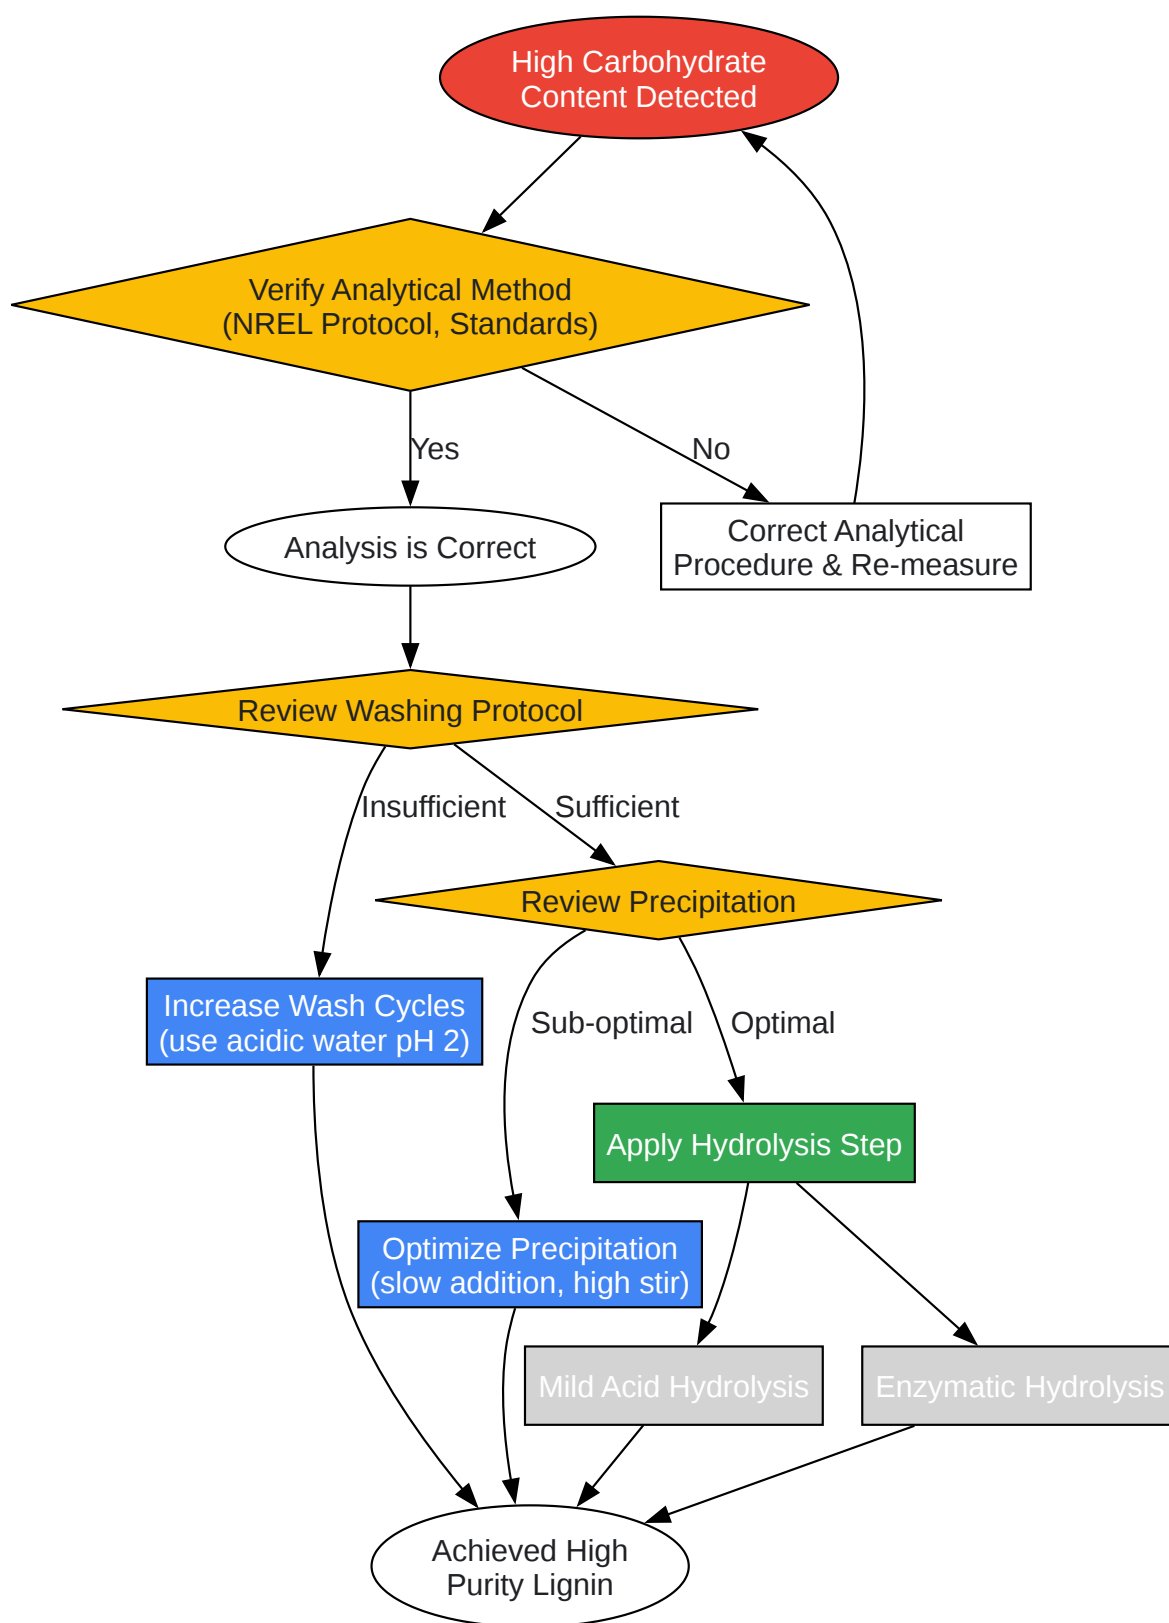 High Carbohydrate
Content Detected
Verify Analytical Method
(NREL Protocol, Standards)
Yes
No
Correct Analytical
Procedure & Re-measure
Analysis is Correct
Review Washing Protocol
Insufficient
Sufficient
Review Precipitation
Increase Wash Cycles
(use acidic water pH 2)
Sub-optimal
Optimal
Apply Hydrolysis Step
Optimize Precipitation
(slow addition, high stir)
Mild Acid Hydrolysis
Enzymatic Hydrolysis
Achieved High
Purity Lignin